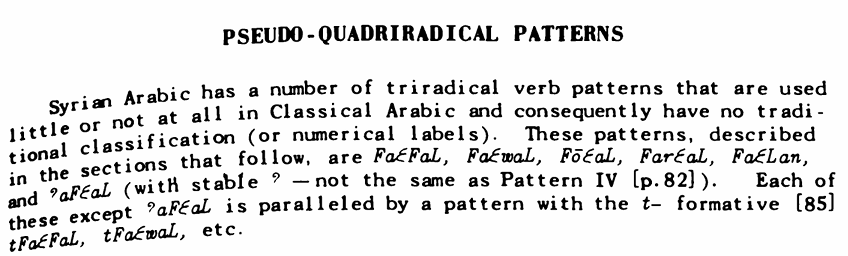 PSEUDO-QUADRIRADICAL PATTERNS
Syrian Arabic has a number of triradical verb patterns that are used
little or not at all in Classical Arabic and consequently have no tradi-
tional classification (or numerical labels). These patterns, described
in the sections that follow, are FaƐFaL, FaƐwaL, FōƐaL, FarƐaL, FaƐLan,
and ʔaFƐaL (with stable ʔ —not the same as Pattern IV [p.82]). Each of
these except ʔaFƐaL is paralleled by a pattern with the t- formative [85]
tFaƐFaL, tFaƐwaL, etc.